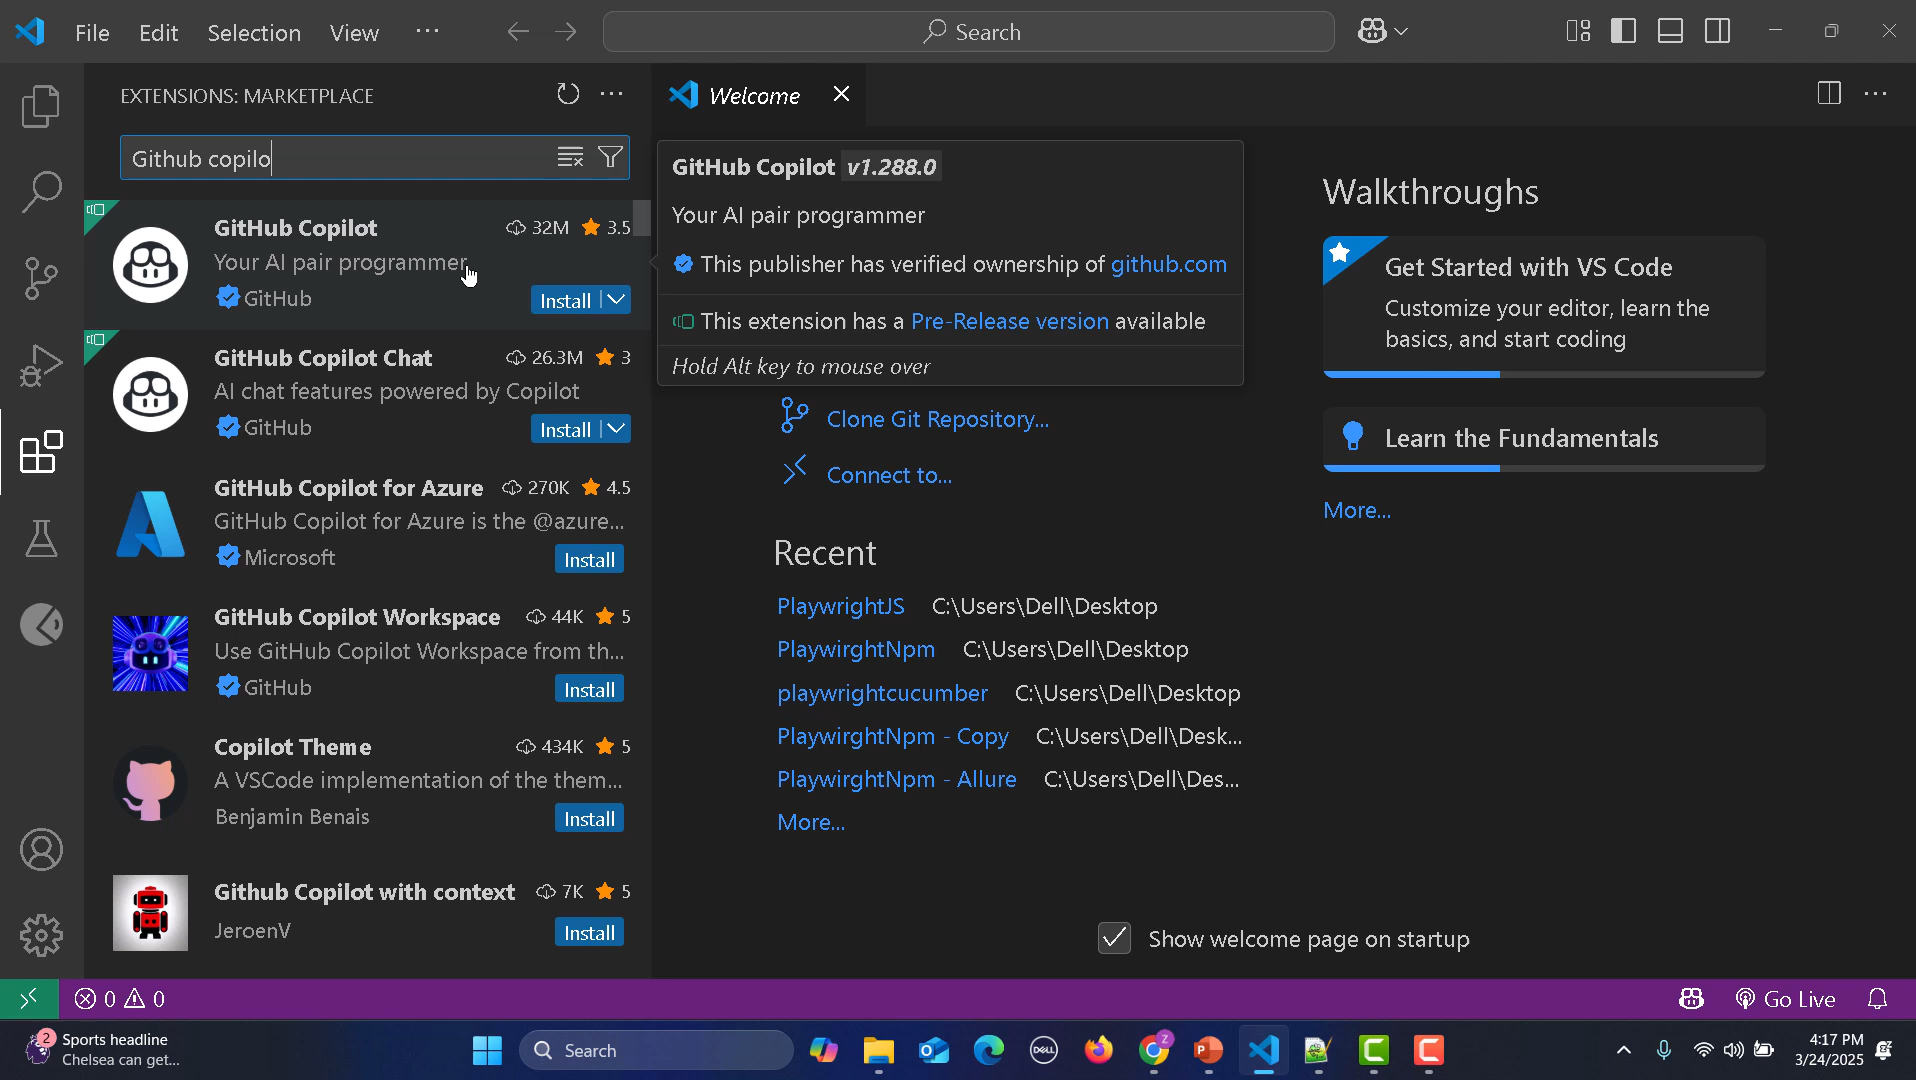 File Edit Selection View ...
Search
EXTENSIONS: MARKETPLACE
Welcome
Github copilo
GitHub Copilot 32M 3.5
Your AI pair programmer
GitHub
Install
GitHub Copilot Chat 26.3M 3
AI chat features powered by Copilot
GitHub
Install
GitHub Copilot for Azure 270K 4.5
GitHub Copilot for Azure is the @azure...
Microsoft
Install
GitHub Copilot Workspace 44K 5
Use GitHub Copilot Workspace from th...
GitHub
Install
Copilot Theme 434K 5
A VSCode implementation of the them...
Benjamin Benais
Install
Github Copilot with context 7K 5
JeroenV
Install
GitHub Copilot v1.288.0
Your AI pair programmer
This publisher has verified ownership of github.com
This extension has a Pre-Release version available
Hold Alt key to mouse over
Clone Git Repository...
Connect to...
Recent
PlaywrightJS C:\Users\Dell\Desktop
PlaywirghtNpm C:\Users\Dell\Desktop
playwrightcucumber C:\Users\Dell\Desktop
PlaywirghtNpm - Copy C:\Users\Dell\Desk...
PlaywirghtNpm - Allure C:\Users\Dell\Des...
More...
Walkthroughs
Get Started with VS Code
Customize your editor, learn the
basics, and start coding
Learn the Fundamentals
More...
Show welcome page on startup
0 0
Go Live
2
Sports headline
Chelsea can get...
Search
DELL
Z
P
C
C
4:17 PM
3/24/2025